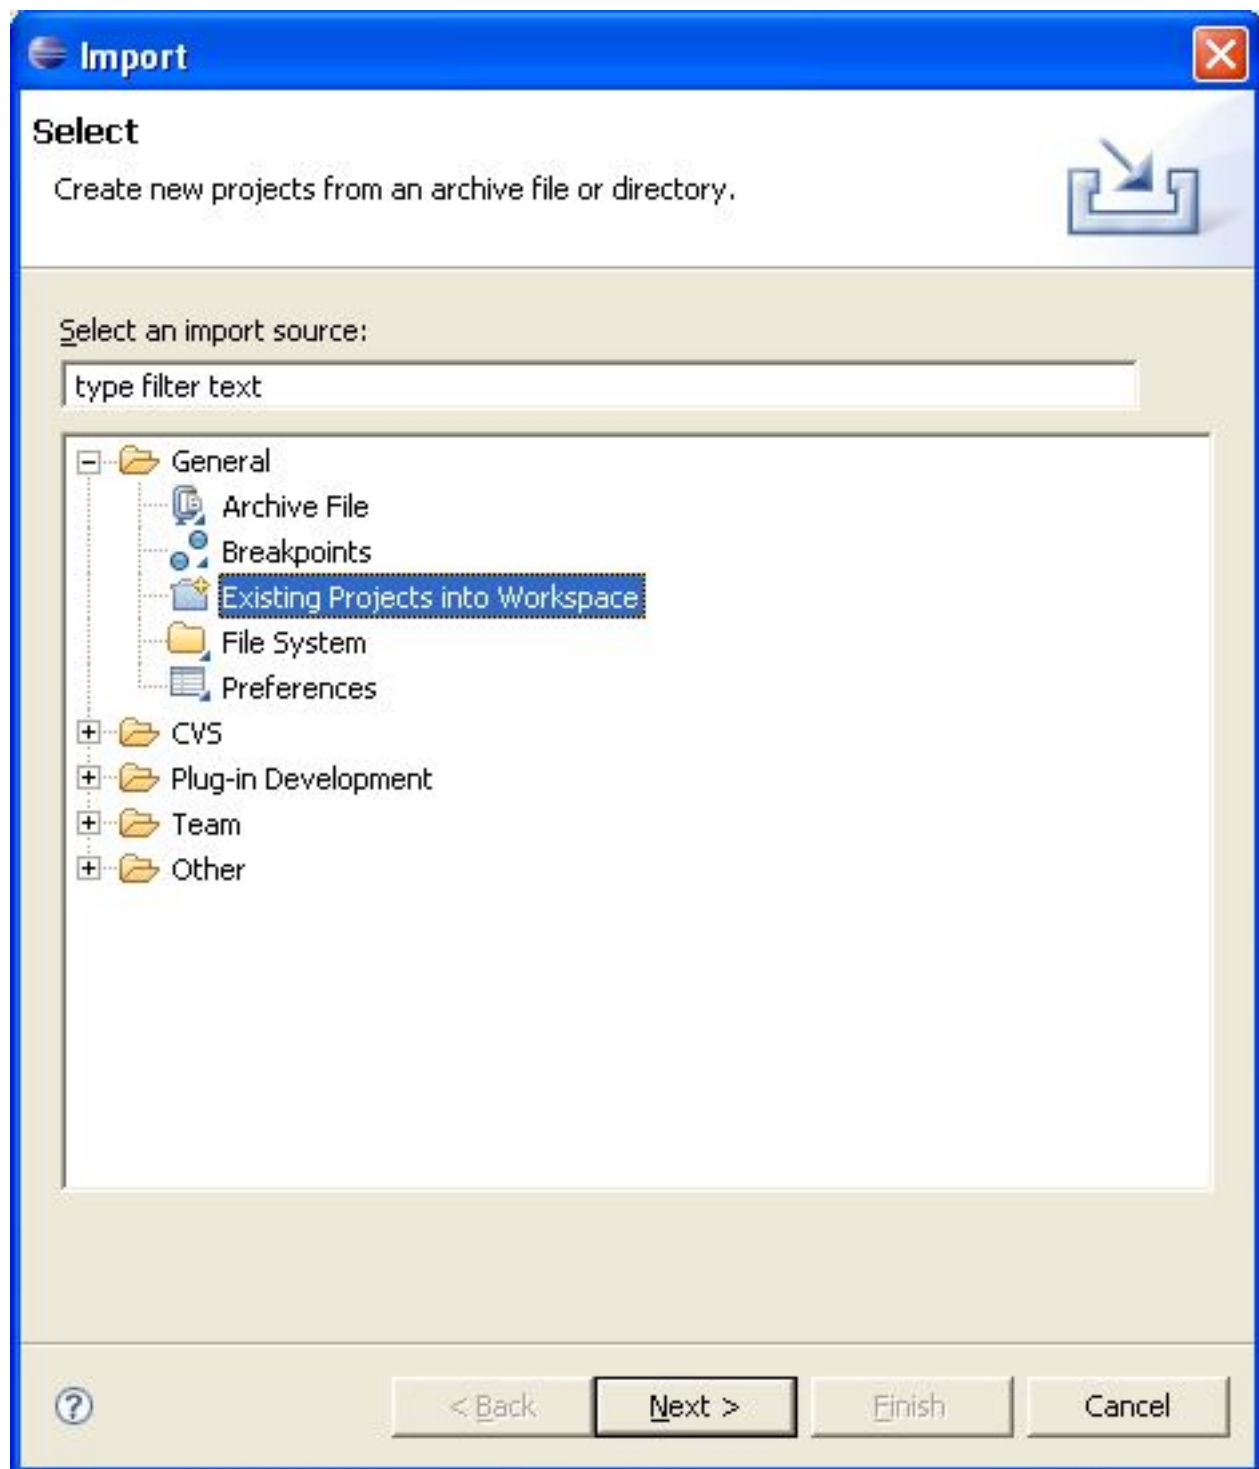 Import
Select
Create new projects from an archive file or directory.
Select an import source:
type filter text
General
Archive File
Breakpoints
Existing Projects into Workspace
File System
Preferences
CVS
Plug-in Development
Team
Other
? < Back Next > Finish Cancel